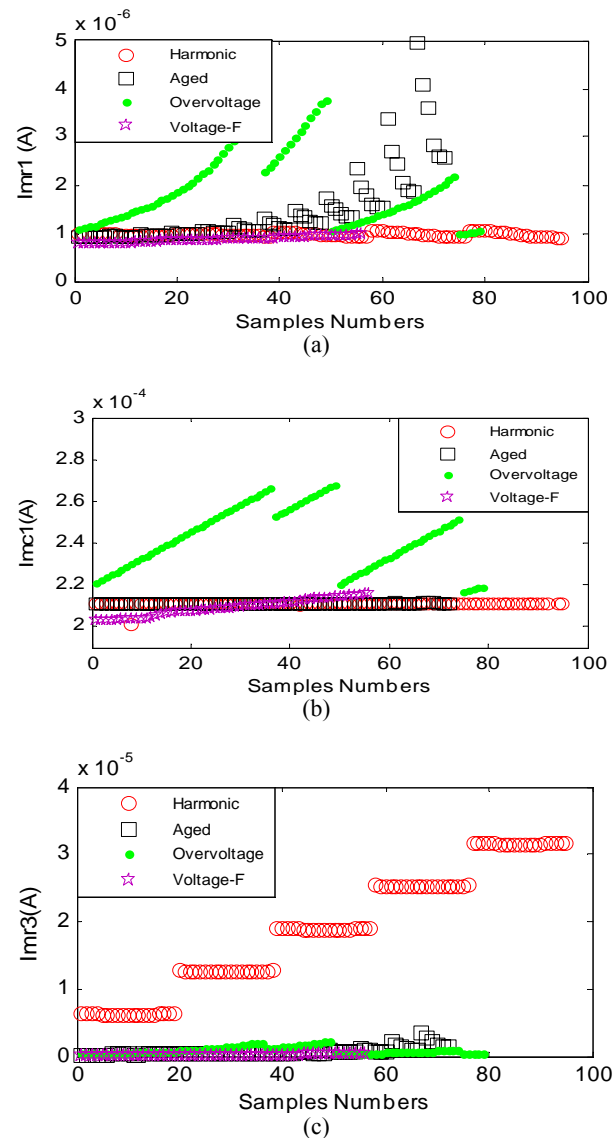 x 10^-6
5
4
3
2
1
0
Imr1 (A)
Harmonic
Aged
Overvoltage
Voltage-F
0 20 40 60 80 100
Samples Numbers
(a)
x 10^-4
3
2.8
2.6
2.4
2.2
2
Imc1(A)
Harmonic
Aged
Overvoltage
Voltage-F
0 20 40 60 80 100
Samples Numbers
(b)
x 10^-5
4
3
2
1
0
Imr3(A)
Harmonic
Aged
Overvoltage
Voltage-F
0 20 40 60 80 100
Samples Numbers
(c)